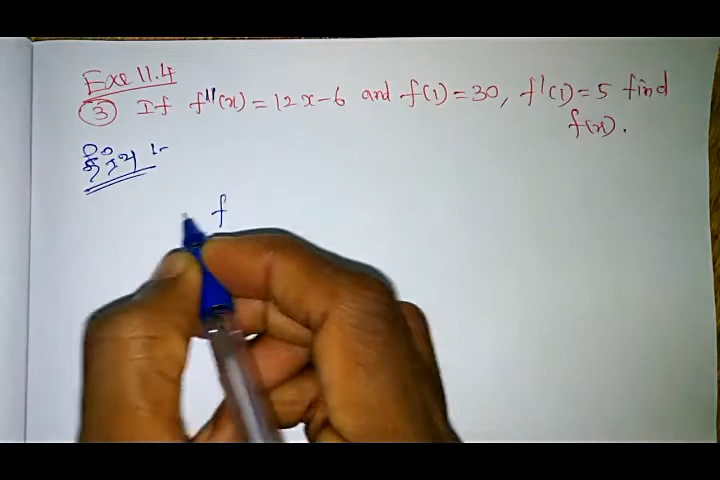 Exe 11.4
③ If f''(x) = 12x-6 and f(1) = 30, f'(1) = 5 find
f(x).
தீர்வு :-
f